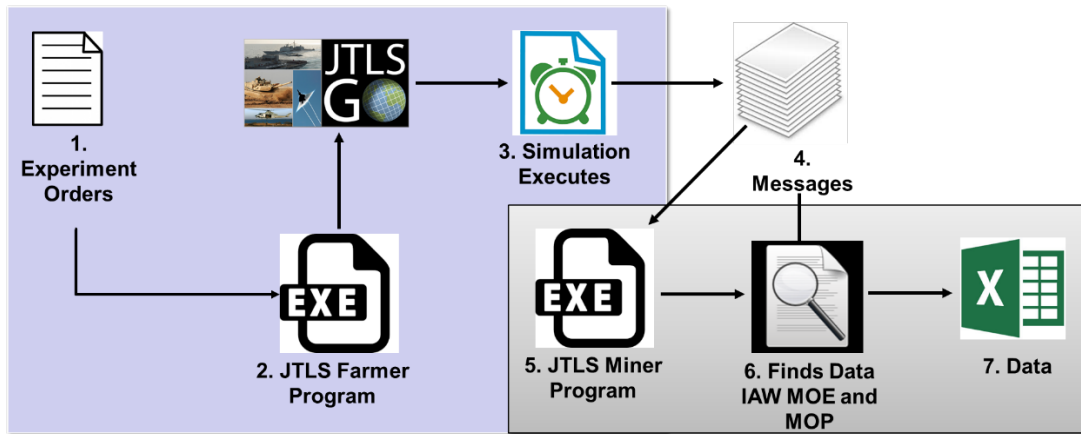 JTLS
GO
1.
Experiment
Orders
3. Simulation
Executes
4.
Messages
EXE
2. JTLS Farmer
Program
EXE
5. JTLS Miner
Program
6. Finds Data
IAW MOE and
MOP
X
7. Data